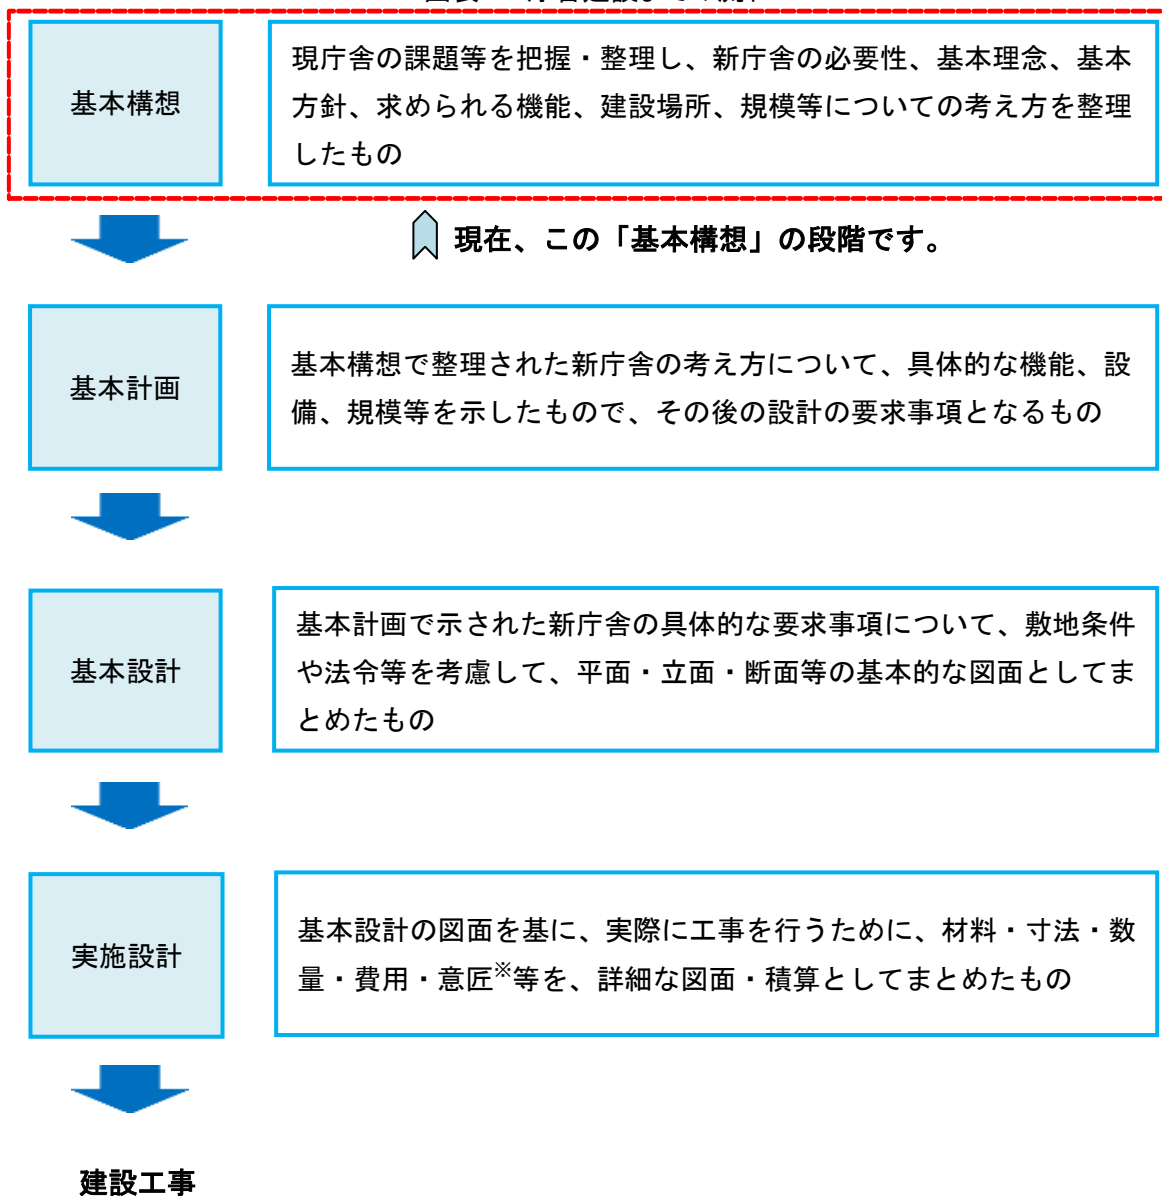 基本構想
現庁舎の課題等を把握・整理し、新庁舎の必要性、基本理念、基本
方針、求められる機能、建設場所、規模等についての考え方を整理
したもの
現在、この「基本構想」の段階です。
基本計画
基本構想で整理された新庁舎の考え方について、具体的な機能、設
備、規模等を示したもので、その後の設計の要求事項となるもの
基本設計
基本計画で示された新庁舎の具体的な要求事項について、敷地条件
や法令等を考慮して、平面・立面・断面等の基本的な図面としてま
とめたもの
実施設計
基本設計の図面を基に、実際に工事を行うために、材料・寸法・数
量・費用・意匠※等を、詳細な図面・積算としてまとめたもの
建設工事